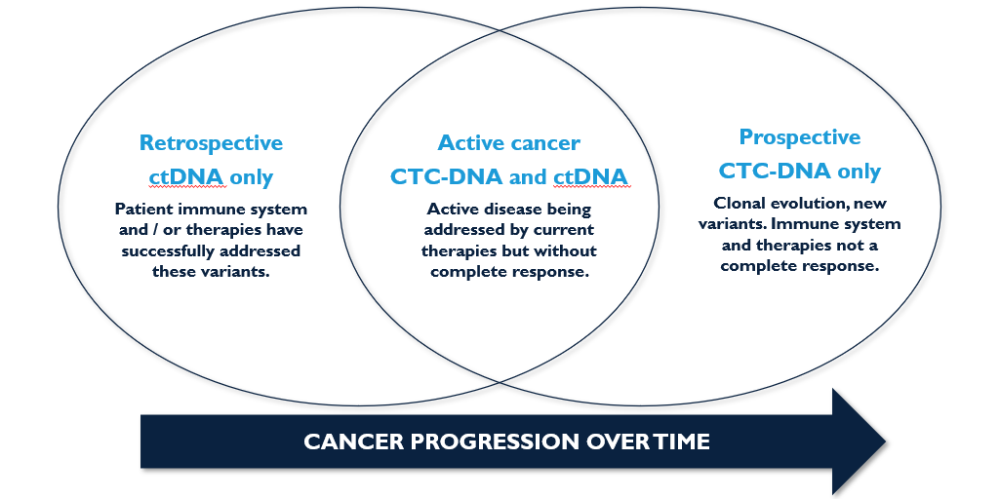 Retrospective
ctDNA only
Patient immune system
and / or therapies have
successfully addressed
these variants.
Active cancer
CTC-DNA and ctDNA
Active disease being
addressed by current
therapies but without
complete response.
Prospective
CTC-DNA only
Clonal evolution, new
variants. Immune system
and therapies not a
complete response.
CANCER PROGRESSION OVER TIME